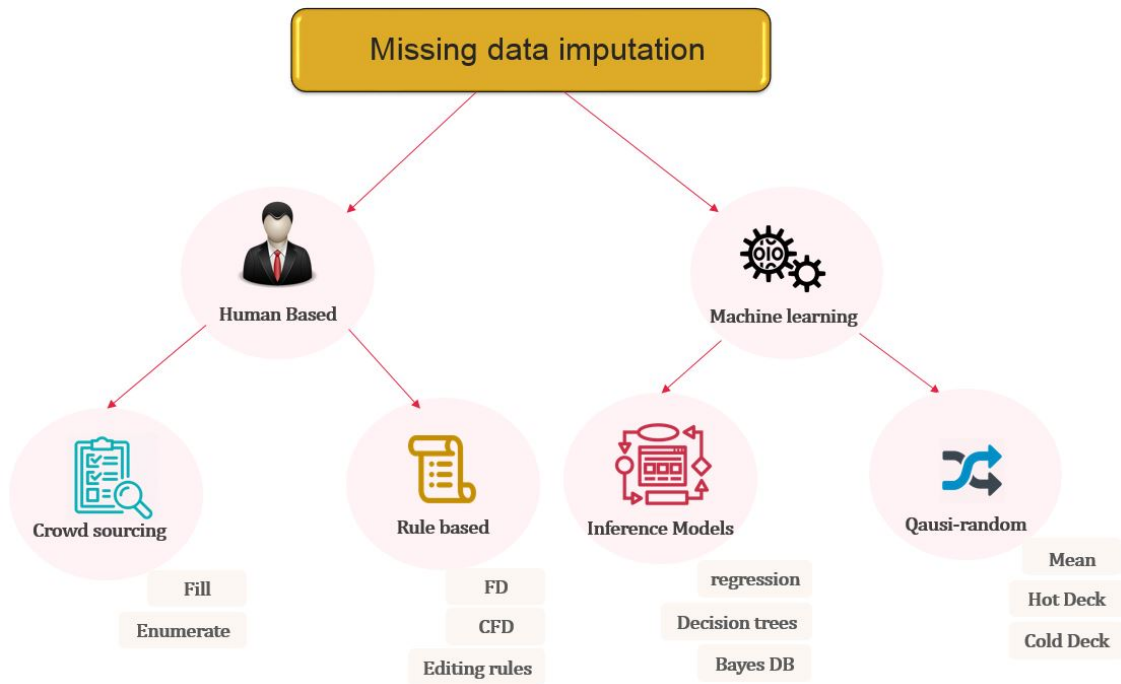 Missing data imputation
Human Based
Machine learning
Crowd sourcing
Rule based
Inference Models
Qausi-random
Fill
Enumerate
FD
CFD
Editing rules
regression
Decision trees
Bayes DB
Mean
Hot Deck
Cold Deck